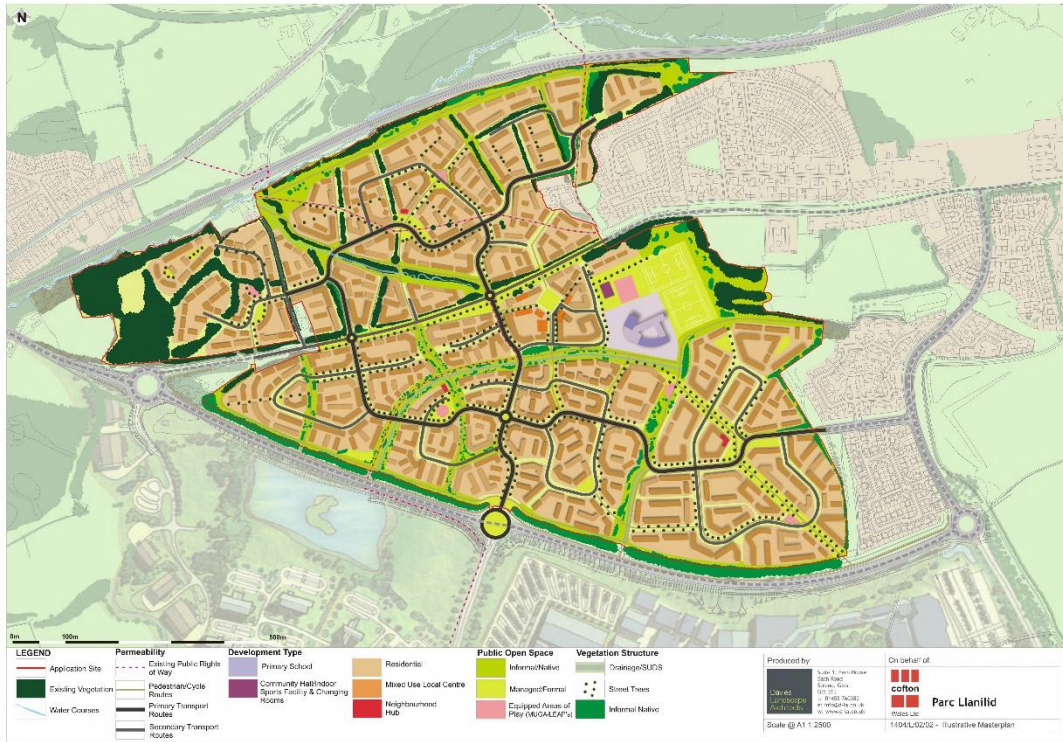 N
0m 100m 500m
LEGEND
Application Site
Existing Vegetation
Water Courses
Permeability
Existing Public Rights
of Way
Pedestrian/Cycle
Routes
Primary Transport
Routes
Secondary Transport
Routes
Development Type
Primary School
Community Hall/Indoor
Sports Facility & Changing
Rooms
Residential
Mixed Use Local Centre
Neighbourhood
Hub
Public Open Space
Informal/Native
Managed/Formal
Equipped Areas of
Play (MUGA/LEAP's)
Vegetation Structure
Drainage/SUDS
Street Trees
Informal Native
Produced by:
Davies
Landscape
Architects
Bath Road
Scale @ A1 1:2500
On behalf of:
cofton
Wales Ltd
Parc Llanilid
1404/L/02/02 - Illustrative Masterplan